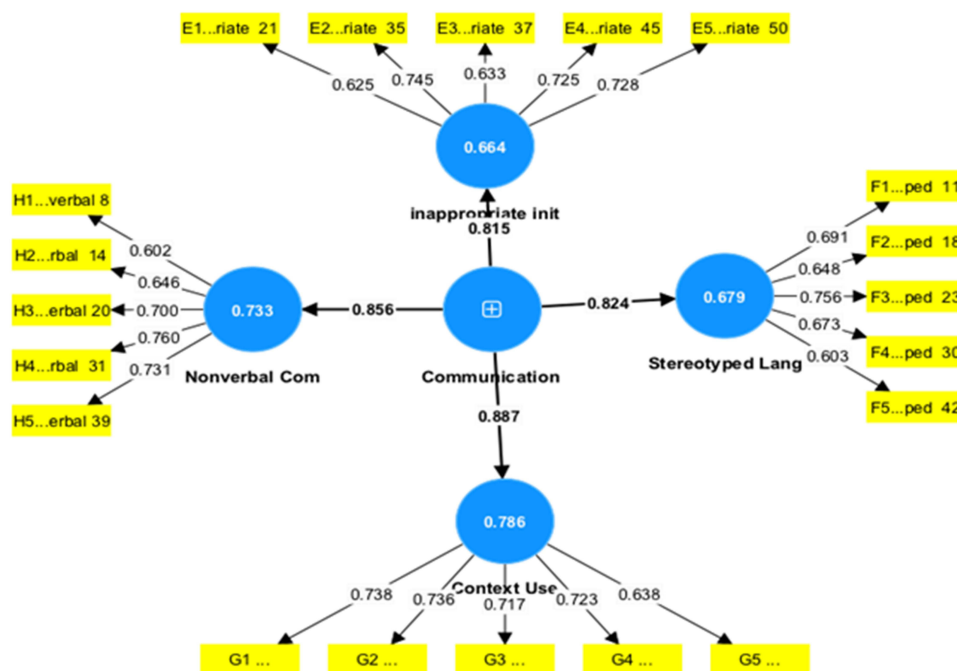 E1...riate 21
E2...riate 35
E3...riate 37
E4...riate 45
E5...riate 50
0.625
0.745
0.633
0.725
0.728
0.664
inappropriate init
0.815
H1...verbal 8
H2...rbal 14
H3...erbal 20
H4...rbal 31
H5...erbal 39
0.602
0.646
0.700
0.760
0.731
0.733
Nonverbal Com
0.856
Communication
0.824
0.679
Stereotyped Lang
0.691
0.648
0.756
0.673
0.603
F1...ped 11
F2...ped 18
F3...ped 23
F4...ped 30
F5...ped 42
0.887
0.786
Context Use
0.738
0.736
0.717
0.723
0.638
G1 ...
G2 ...
G3 ...
G4 ...
G5 ...